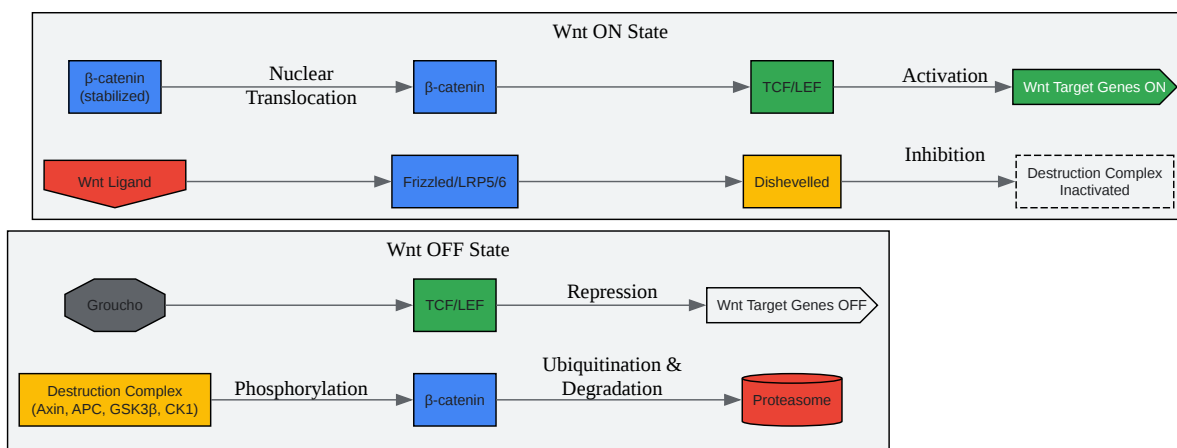 Wnt ON State
β-catenin
(stabilized)
Nuclear
Translocation
β-catenin
TCF/LEF
Activation
Wnt Target Genes ON
Wnt Ligand
Frizzled/LRP5/6
Dishevelled
Inhibition
Destruction Complex
Inactivated
Wnt OFF State
Groucho
TCF/LEF
Repression
Wnt Target Genes OFF
Destruction Complex
(Axin, APC, GSK3β, CK1)
Phosphorylation
β-catenin
Ubiquitination &
Degradation
Proteasome